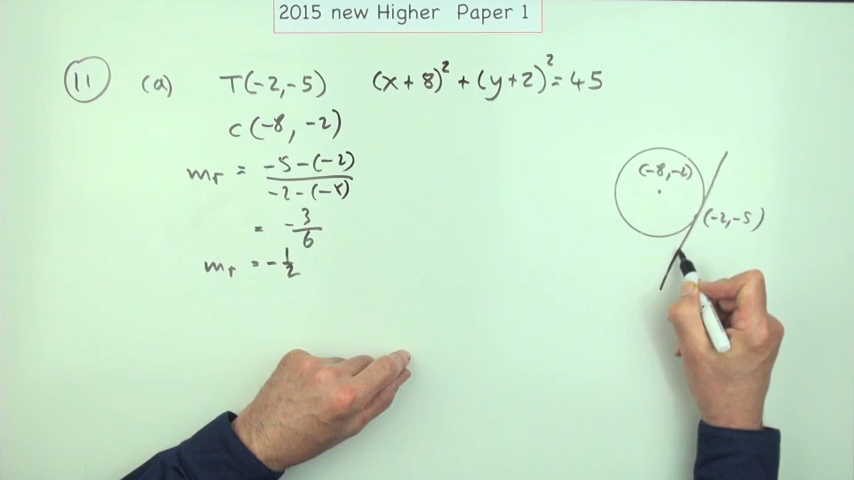 2015 new Higher Paper 1
11 (a) T(-2,-5) (x+8)² + (y+2)² = 45
C(-8, -2)
mr = -5-(-2) / -2-(-8)
= -3/6
mr = -1/2
(-8,-2)
(-2,-5)